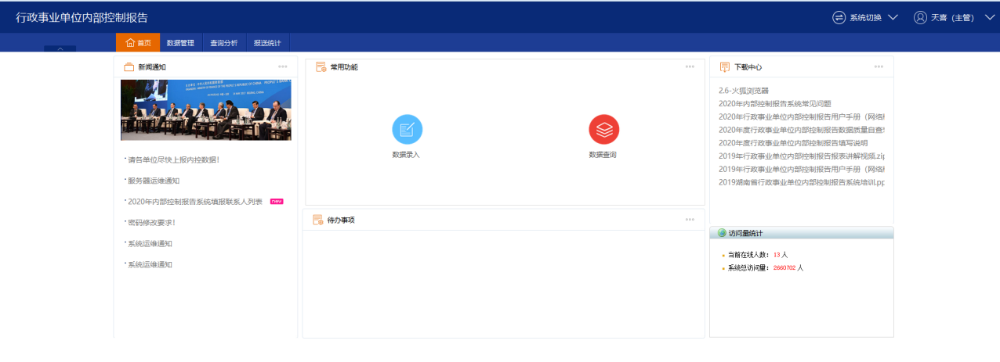 行政事业单位内部控制报告
系统切换
天喜（主管）
首页
数据管理
查询分析
报送统计
新闻通知
请各单位尽快上报内控数据！
服务器运维通知
2020年内部控制报告系统填报联系人列表 new
密码修改要求！
系统运维通知
系统运维通知
常用功能
数据录入
数据查询
待办事项
下载中心
2.6-火狐浏览器
2020年内部控制报告系统常见问题
2020年行政事业单位内部控制报告用户手册（网络
2020年度行政事业单位内部控制报告数据质量自查
2020年度行政事业单位内部控制报告填写说明
2019年行政事业单位内部控制报告报表讲解视频.zip
2019年行政事业单位内部控制报告用户手册（网络
2019湖南省行政事业单位内部控制报告系统培训.pp
访问量统计
当前在线人数： 13 人
系统总访问量： 2660702 人